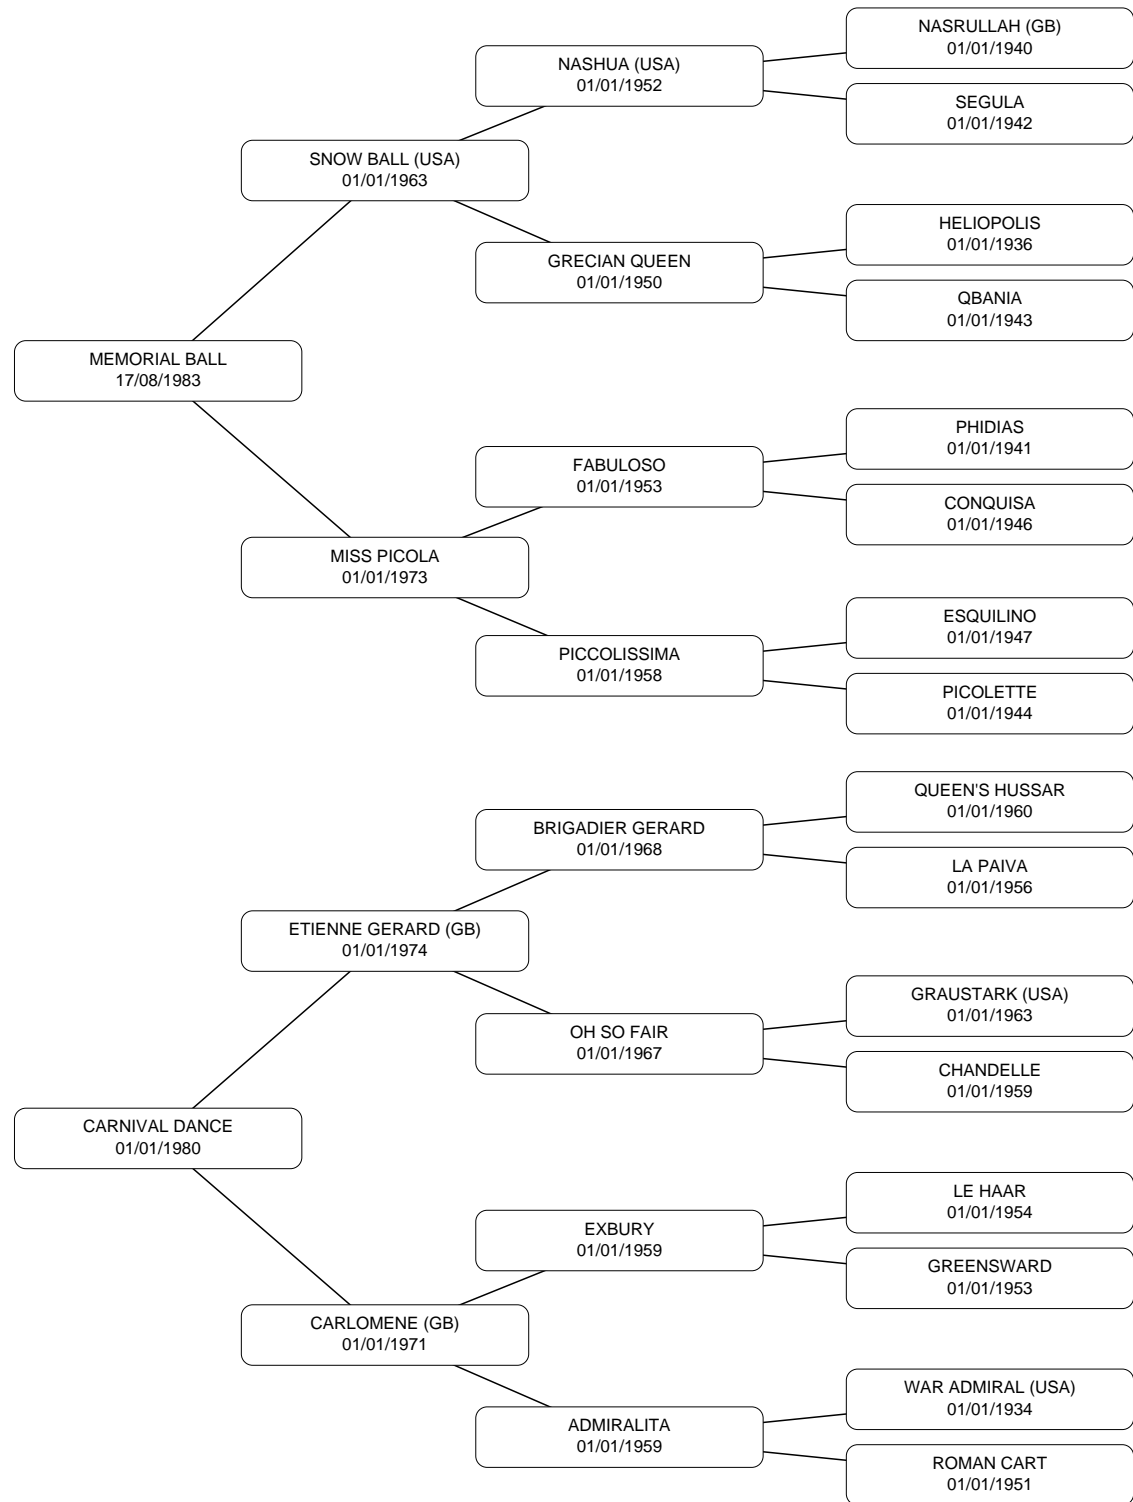 NASRULLAH (GB)
01/01/1940
NASHUA (USA)
01/01/1952
SEGULA
01/01/1942
SNOW BALL (USA)
01/01/1963
HELIOPOLIS
01/01/1936
GRECIAN QUEEN
01/01/1950
QBANIA
01/01/1943
MEMORIAL BALL
17/08/1983
PHIDIAS
01/01/1941
FABULOSO
01/01/1953
CONQUISA
01/01/1946
MISS PICOLA
01/01/1973
ESQUILINO
01/01/1947
PICCOLISSIMA
01/01/1958
PICOLETTE
01/01/1944
QUEEN'S HUSSAR
01/01/1960
BRIGADIER GERARD
01/01/1968
LA PAIVA
01/01/1956
ETIENNE GERARD (GB)
01/01/1974
GRAUSTARK (USA)
01/01/1963
OH SO FAIR
01/01/1967
CHANDELLE
01/01/1959
CARNIVAL DANCE
01/01/1980
LE HAAR
01/01/1954
EXBURY
01/01/1959
GREENSWARD
01/01/1953
CARLOMENE (GB)
01/01/1971
WAR ADMIRAL (USA)
01/01/1934
ADMIRALITA
01/01/1959
ROMAN CART
01/01/1951